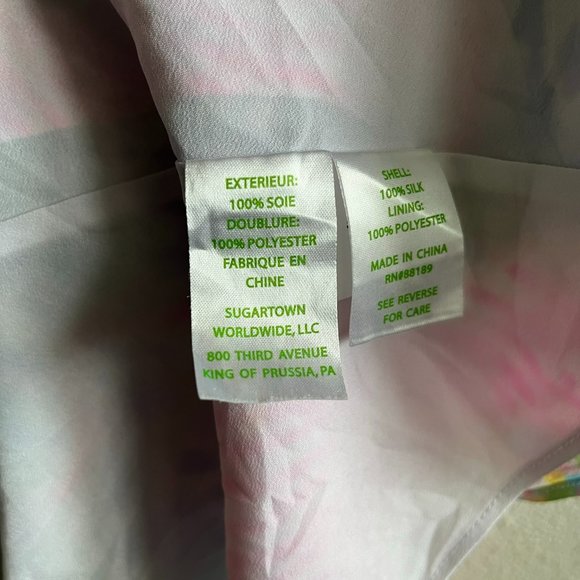 EXTERIEUR:
100% SOIE
DOUBLURE:
100% POLYESTER
FABRIQUE EN
CHINE
SUGARTOWN
WORLDWIDE, LLC
800 THIRD AVENUE
KING OF PRUSSIA, PA
SHELL:
100% SILK
LINING:
100% POLYESTER
MADE IN CHINA
RN#88189
SEE REVERSE
FOR CARE